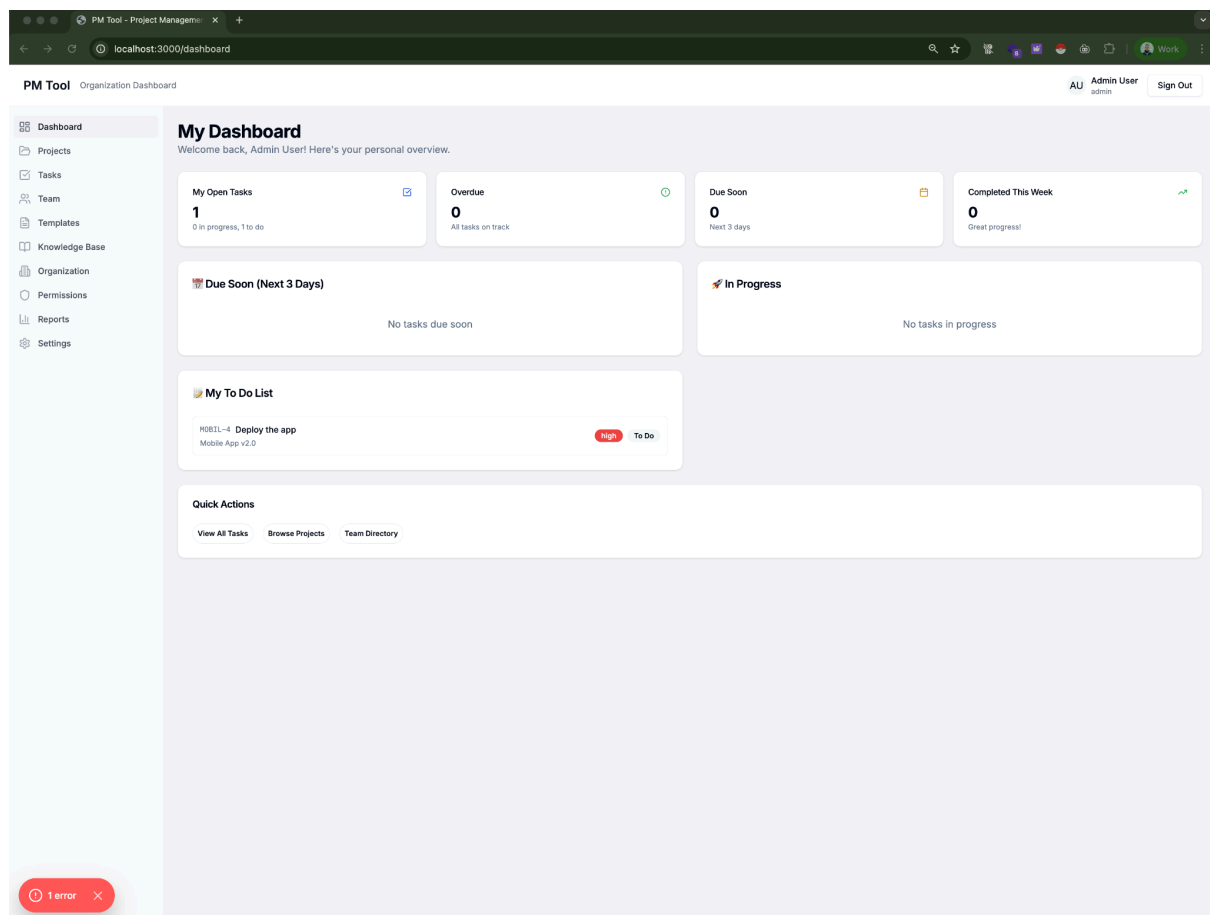 PM Tool - Project Managemen
localhost:3000/dashboard
Work
PM Tool Organization Dashboard
AU Admin User
admin
Sign Out
Dashboard
Projects
Tasks
Team
Templates
Knowledge Base
Organization
Permissions
Reports
Settings
My Dashboard
Welcome back, Admin User! Here's your personal overview.
My Open Tasks
1
0 in progress, 1 to do
Overdue
0
All tasks on track
Due Soon
0
Next 3 days
Completed This Week
0
Great progress!
Due Soon (Next 3 Days)
No tasks due soon
In Progress
No tasks in progress
My To Do List
MOBIL-4 Deploy the app
Mobile App v2.0
high To Do
Quick Actions
View All Tasks Browse Projects Team Directory
1 error